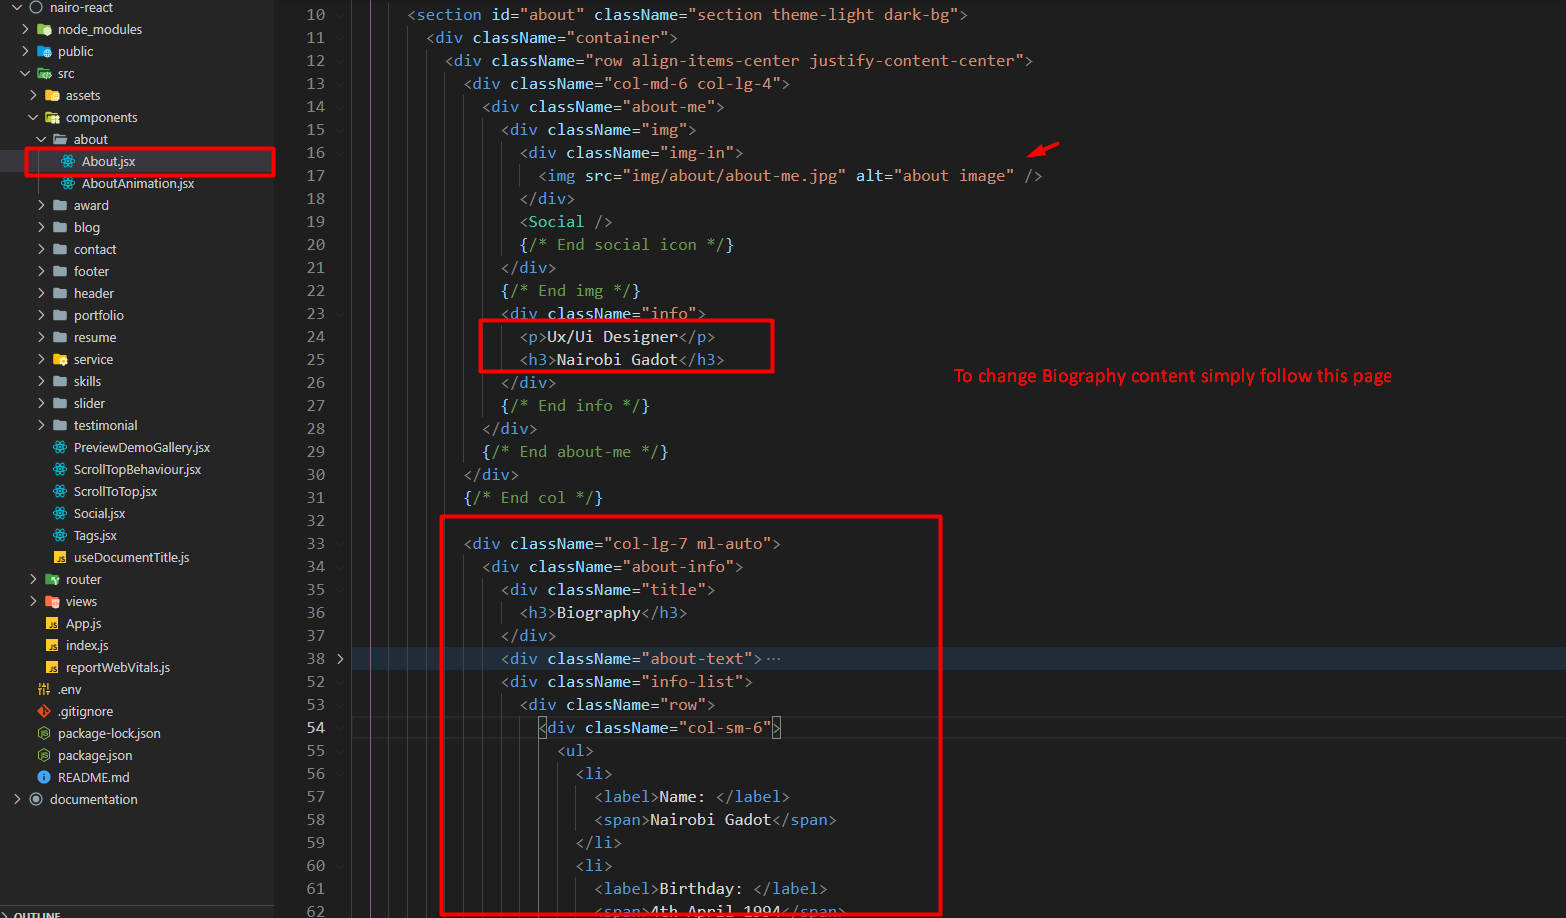 nairo-react
node_modules
public
src
assets
components
about
About.jsx
AboutAnimation.jsx
award
blog
contact
footer
header
portfolio
resume
service
skills
slider
testimonial
PreviewDemoGallery.jsx
ScrollTopBehaviour.jsx
ScrollToTop.jsx
Social.jsx
Tags.jsx
useDocumentTitle.js
router
views
App.js
index.js
reportWebVitals.js
.env
.gitignore
package-lock.json
package.json
README.md
documentation
OUTLINE
10 <section id="about" className="section theme-light dark-bg">
11 <div className="container">
12 <div className="row align-items-center justify-content-center">
13 <div className="col-md-6 col-lg-4">
14 <div className="about-me">
15 <div className="img">
16 <div className="img-in">
17 <img src="img/about/about-me.jpg" alt="about image" />
18 </div>
19 <Social />
20 {/* End social icon */}
21 </div>
22 {/* End img */}
23 <div className="info">
24 <p>Ux/Ui Designer</p>
25 <h3>Nairobi Gadot</h3>
26 </div>
To change Biography content simply follow this page
27 {/* End info */}
28 </div>
29 {/* End about-me */}
30 </div>
31 {/* End col */}
32
33 <div className="col-lg-7 ml-auto">
34 <div className="about-info">
35 <div className="title">
36 <h3>Biography</h3>
37 </div>
38 <div className="about-text">···
52 <div className="info-list">
53 <div className="row">
54 <div className="col-sm-6">
55 <ul>
56 <li>
57 <label>Name: </label>
58 <span>Nairobi Gadot</span>
59 </li>
60 <li>
61 <label>Birthday: </label>
62 <span>4th April 1994</span>